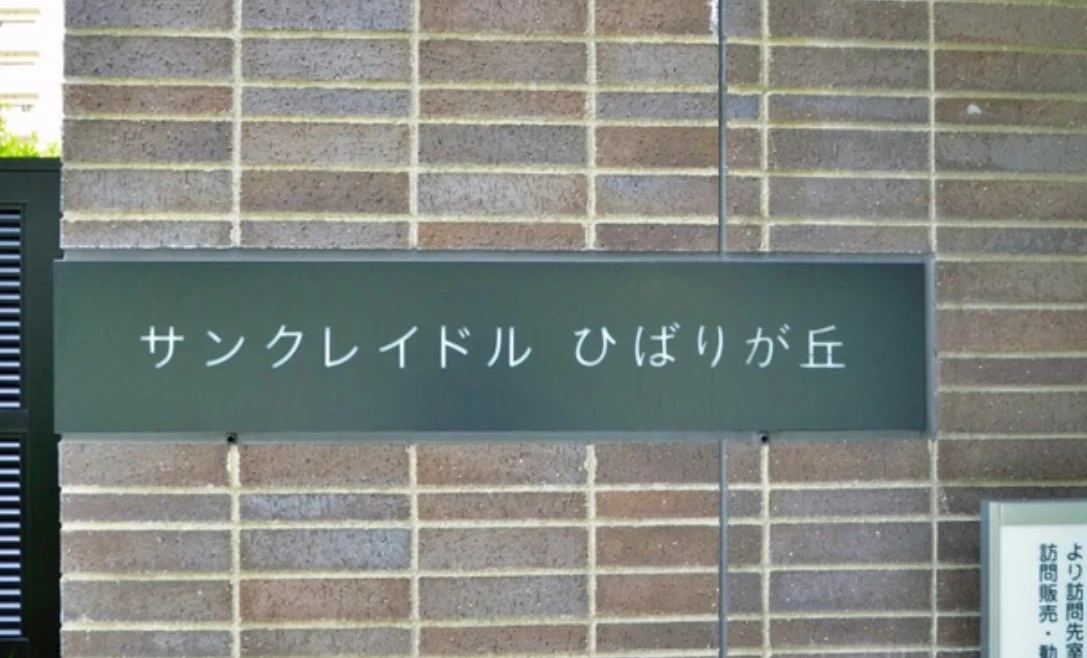 サンクレイドル ひばりが丘
より訪問先室
訪問販売・勧